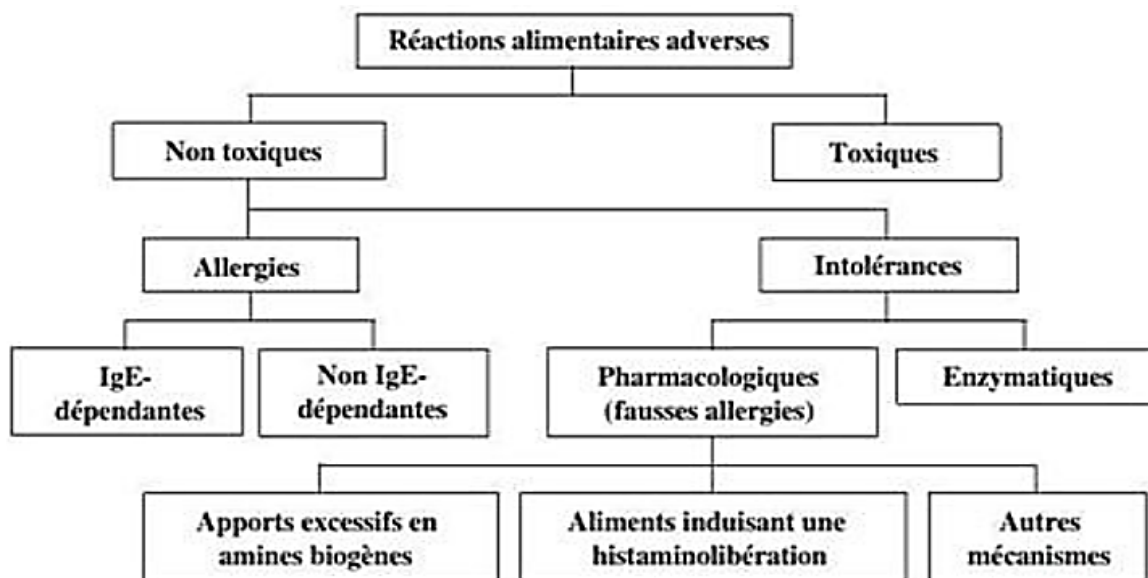 Réactions alimentaires adverses
Non toxiques
Toxiques
Allergies
Intolérances
IgE-
dépendantes
Non IgE-
dépendantes
Pharmacologiques
(fausses allergies)
Enzymatiques
Apports excessifs en
amines biogènes
Aliments induisant une
histaminolibération
Autres
mécanismes